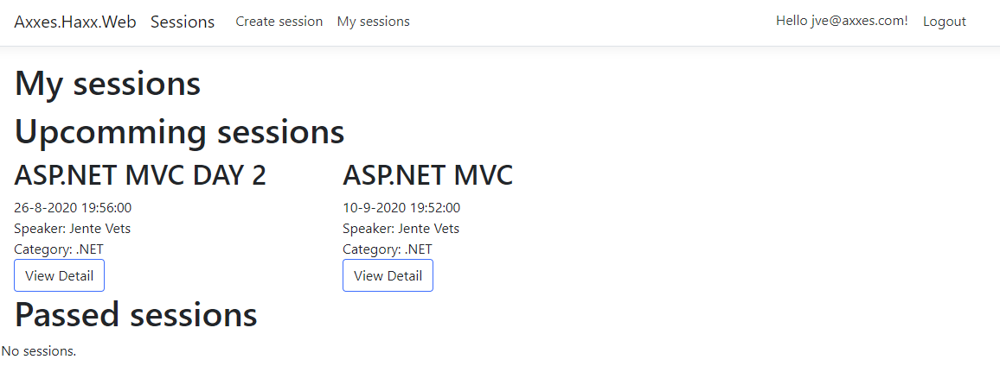 Axxes.Haxx.Web Sessions Create session My sessions Hello jve@axxes.com! Logout
My sessions
Upcomming sessions
ASP.NET MVC DAY 2 ASP.NET MVC
26-8-2020 19:56:00 10-9-2020 19:52:00
Speaker: Jente Vets Speaker: Jente Vets
Category: .NET Category: .NET
View Detail View Detail
Passed sessions
No sessions.